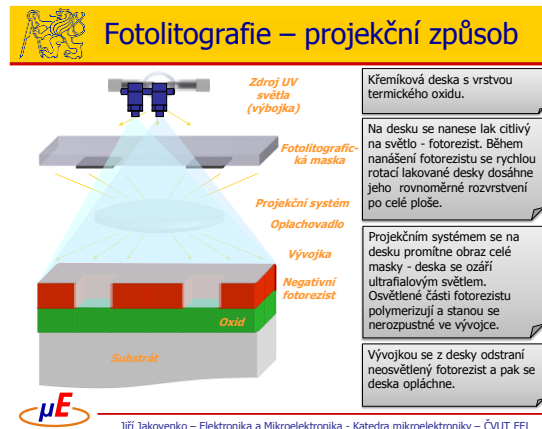 Fotolitografie – projekční způsob
Zdroj UV
světla
(výbojka)
Fotolitografic-
ká maska
Projekční systém
Oplachovadlo
Vývojka
Negativní
fotorezist
Oxid
Substrát
Křemíková deska s vrstvou
termického oxidu.
Na desku se nanese lak citlivý
na světlo - fotorezist. Během
nanášení fotorezistu se rychlou
rotací lakované desky dosáhne
jeho rovnoměrné rozvrstvení
po celé ploše.
Projekčním systémem se na
desku promítne obraz celé
masky - deska se ozáří
ultrafialovým světlem.
Osvětlené části fotorezistu
polymerizují a stanou se
nerozpustné ve vývojce.
Vývojkou se z desky odstraní
neosvětlený fotorezist a pak se
deska opláchne.
μE
Jiří Jakovenko – Elektronika a Mikroelektronika - Katedra mikroelektroniky – ČVUT FEL